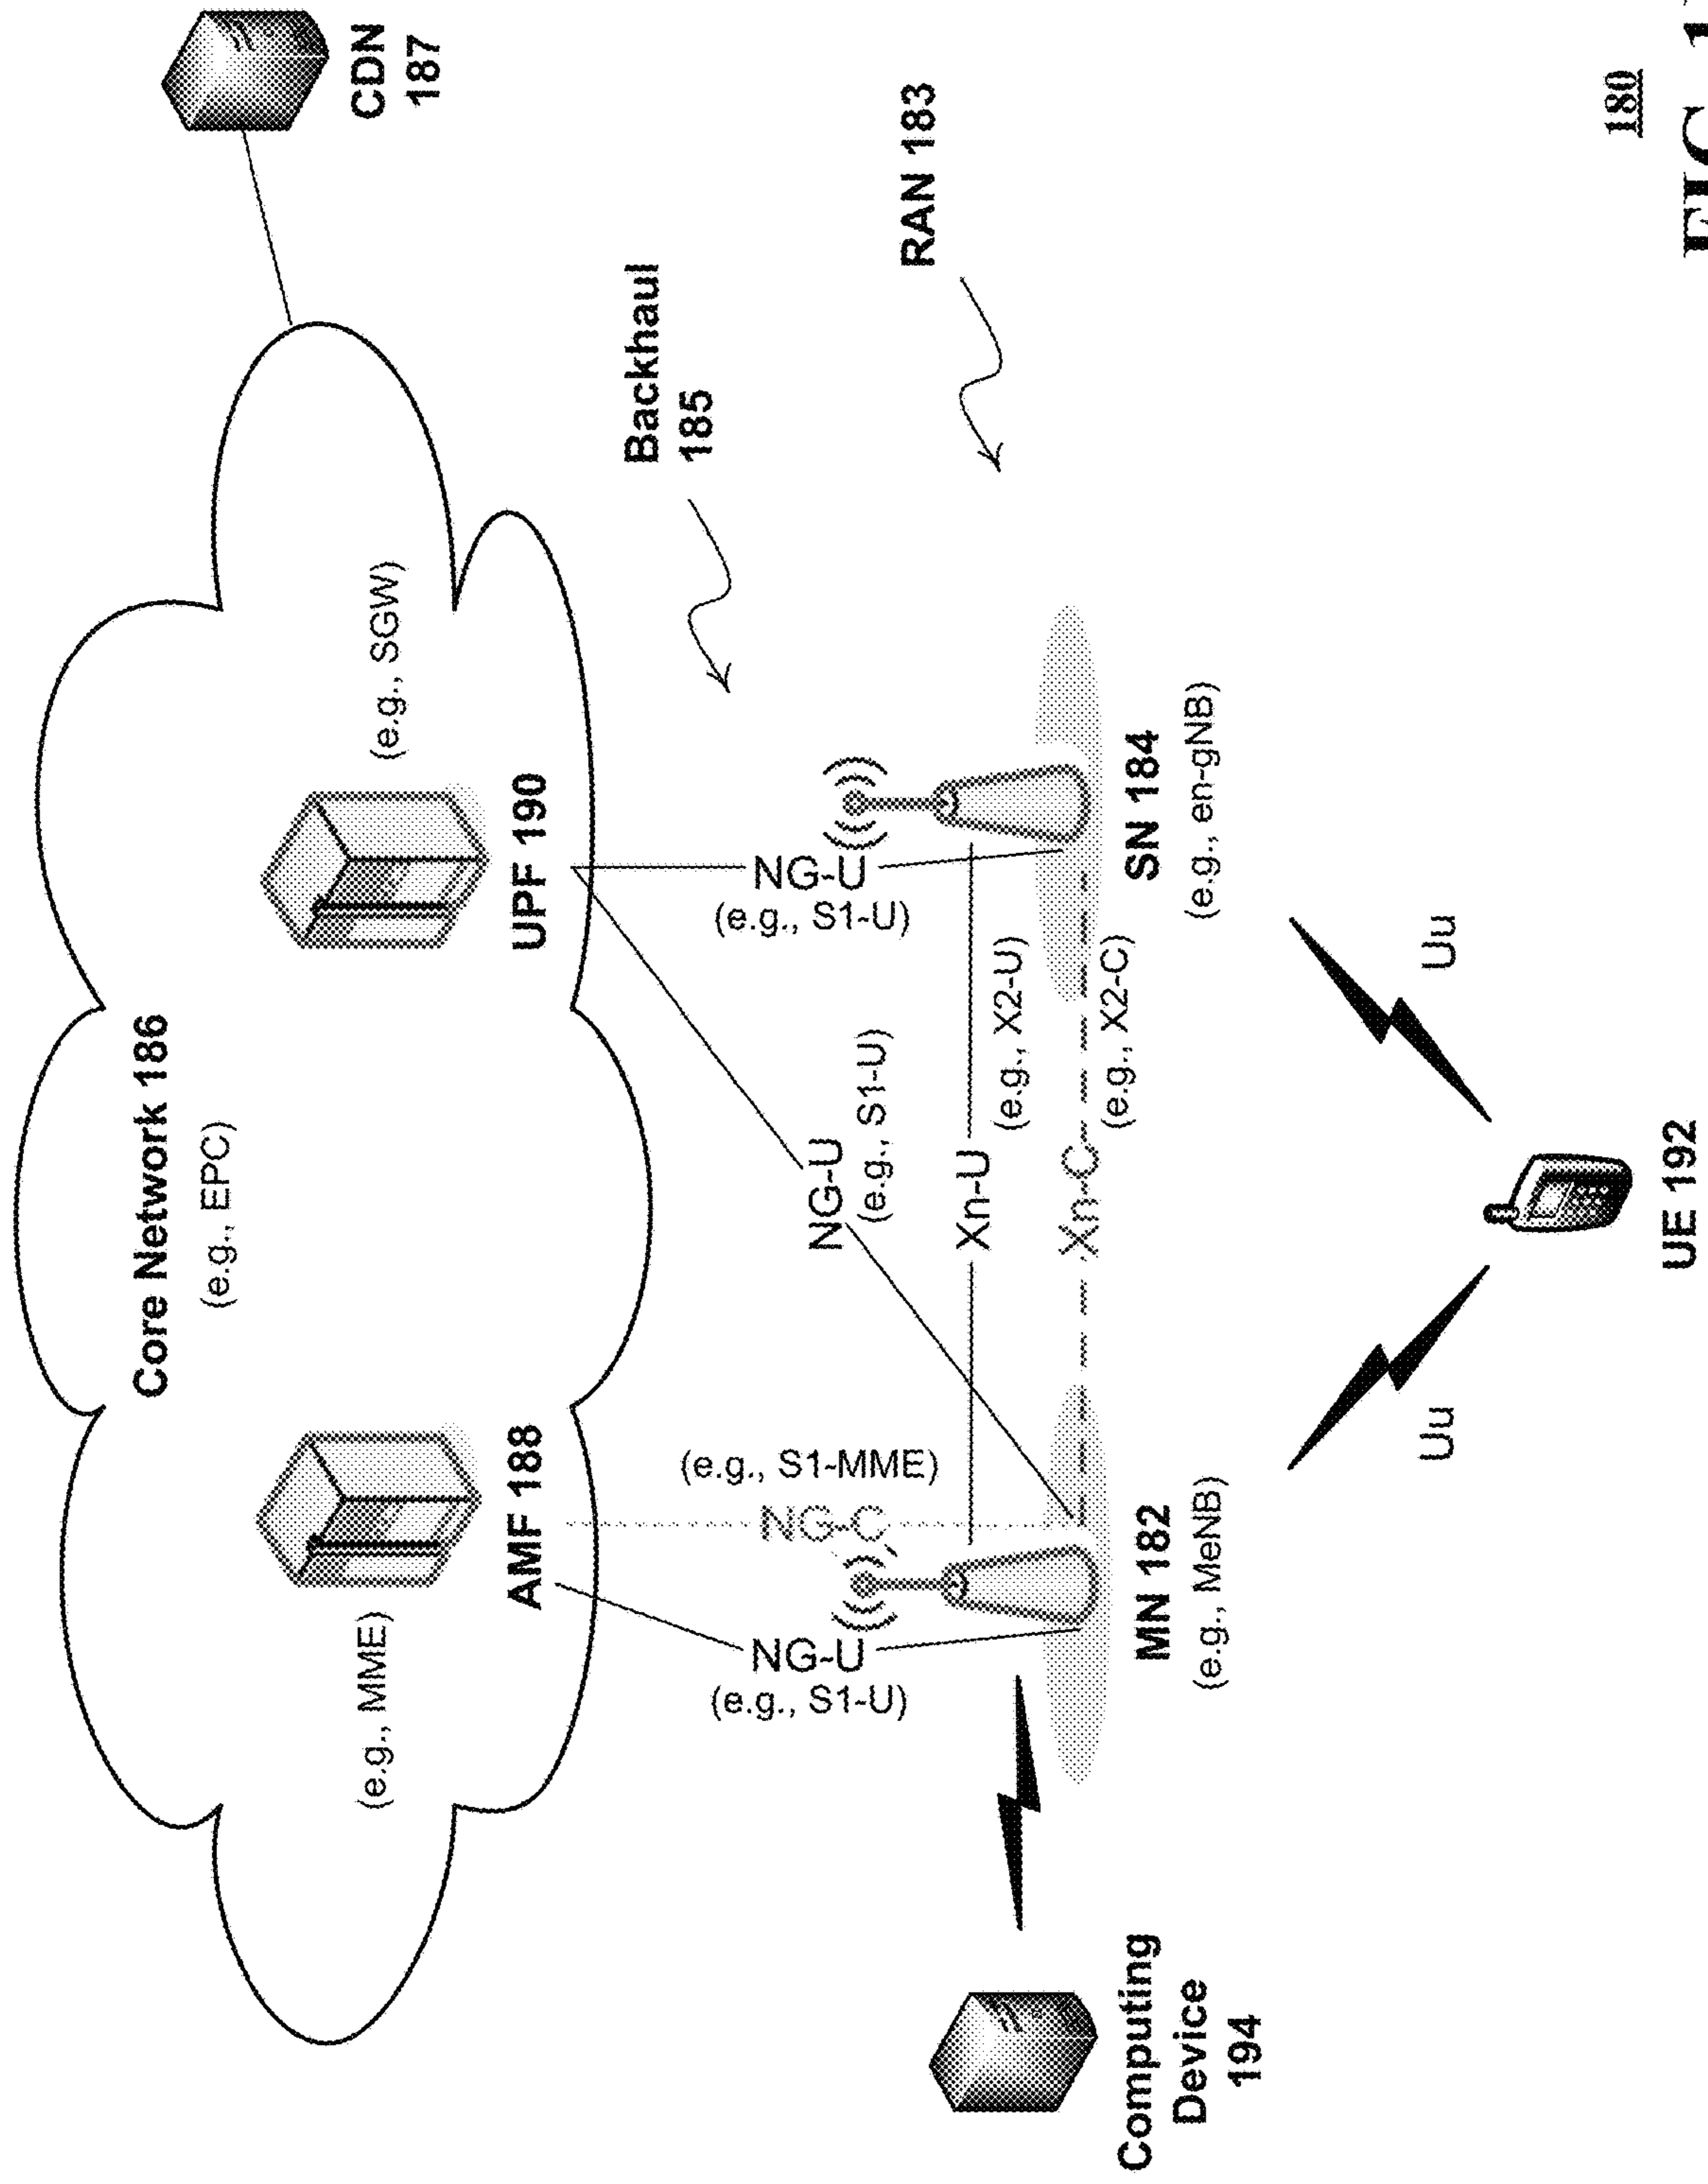 CDN
187
Core Network 186
(e.g., EPC)
(e.g., MME)
AMF 188
UPF 190
(e.g., SGW)
Backhaul
185
RAN 183
(e.g., S1-MME)
NG-C
NG-U
(e.g., S1-U)
NG-U
(e.g., S1-U)
NG-U
(e.g., S1-U)
Xn-U
(e.g., X2-U)
Xn-C
(e.g., X2-C)
Computing
Device
194
MN 182
(e.g., MeNB)
SN 184
(e.g., en-gNB)
Uu
Uu
UE 192
180